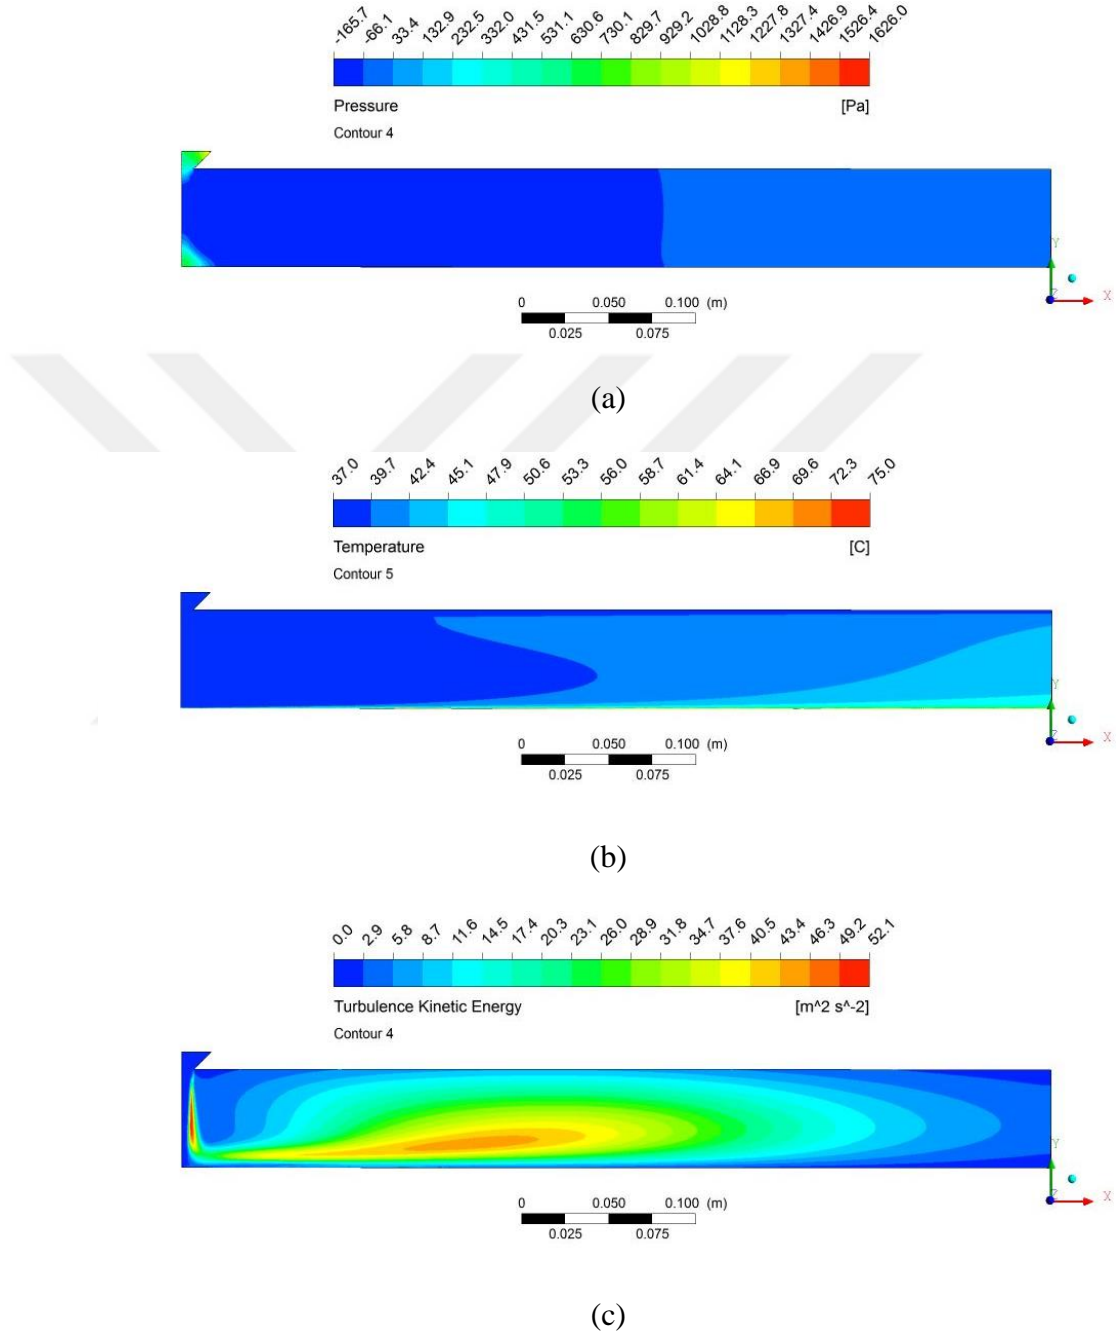 -165.7 -66.1 33.4 132.9 232.5 332.0 431.5 531.1 630.6 730.1 829.7 929.2 1028.8 1128.3 1227.8 1327.4 1426.9 1526.4 1626.0
Pressure [Pa]
Contour 4
Y
Z X
0 0.050 0.100 (m)
0.025 0.075
(a)
37.0 39.7 42.4 45.1 47.9 50.6 53.3 56.0 58.7 61.4 64.1 66.9 69.6 72.3 75.0
Temperature [C]
Contour 5
Y
Z X
0 0.050 0.100 (m)
0.025 0.075
(b)
0.0 2.9 5.8 8.7 11.6 14.5 17.4 20.3 23.1 26.0 28.9 31.8 34.7 37.6 40.5 43.4 46.3 49.2 52.1
Turbulence Kinetic Energy [m^2 s^-2]
Contour 4
Y
Z X
0 0.050 0.100 (m)
0.025 0.075
(c)